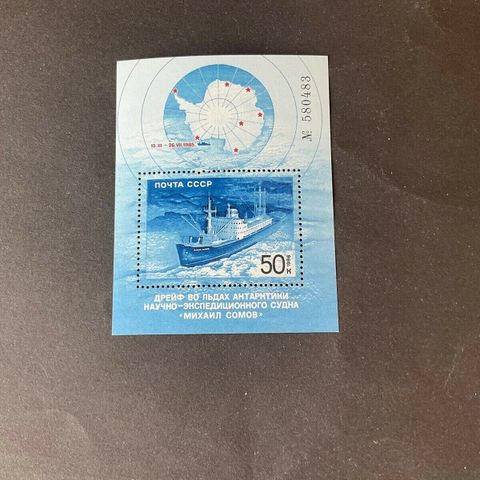 № 580483
15.III - 26.VII.1985
ПОЧТА СССР
50 к
1986
ДРЕЙФ ВО ЛЬДАХ АНТАРКТИКИ
НАУЧНО-ЭКСПЕДИЦИОННОГО СУДНА
«МИХАИЛ СОМОВ»